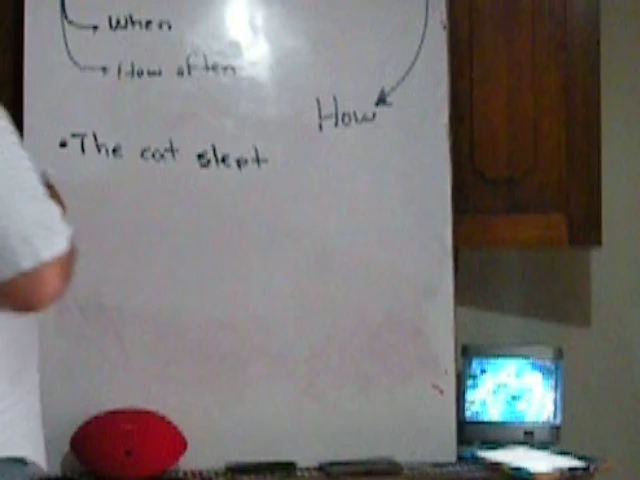 When
How often
How
• The cat slept